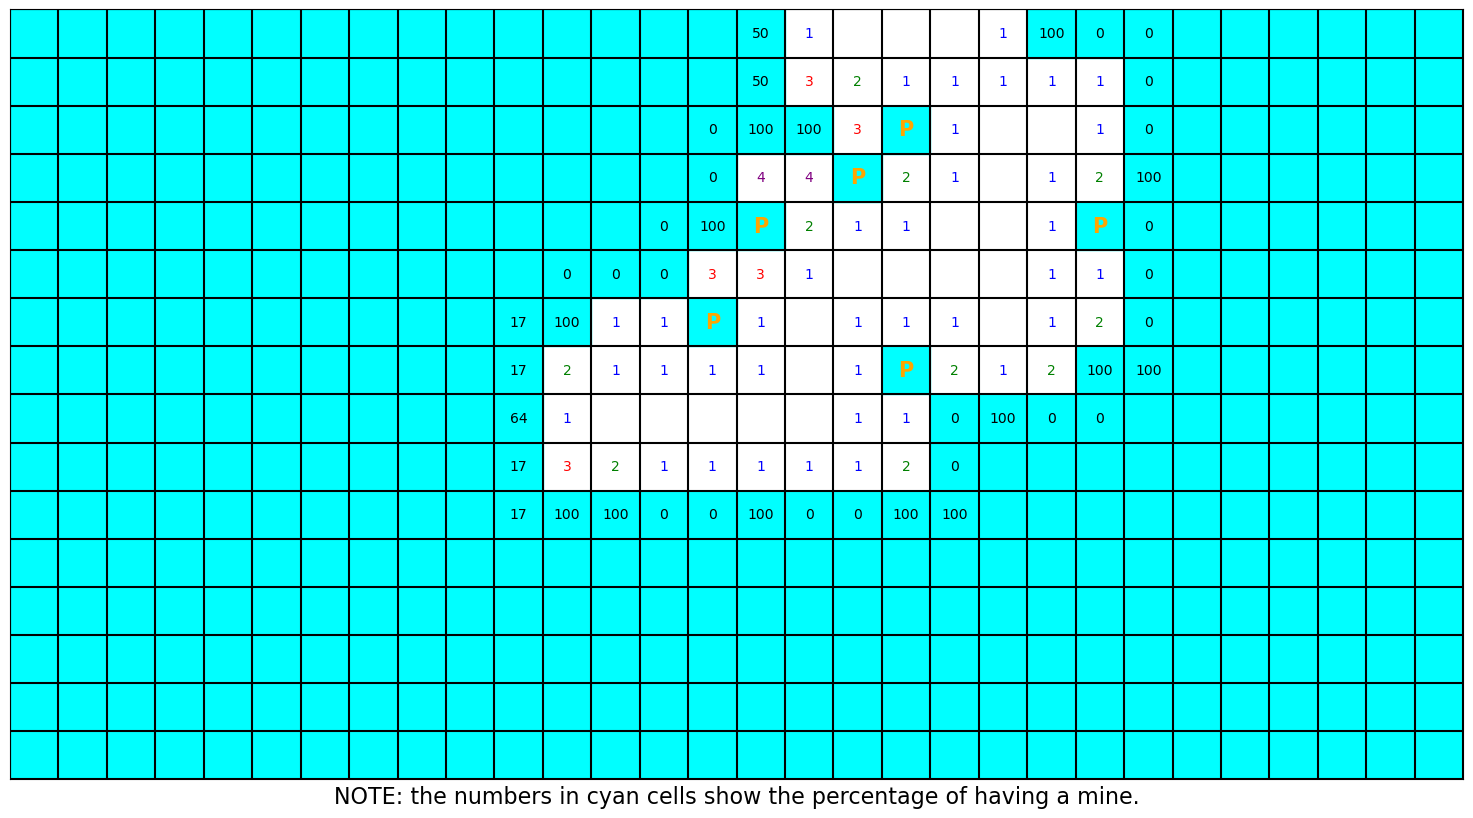 50 1 1 100 0 0
50 3 2 1 1 1 1 1 0
0 100 100 3 P 1 1 0
0 4 4 P 2 1 1 2 100
0 100 P 2 1 1 1 P 0
0 0 0 3 3 1 1 1 0
17 100 1 1 P 1 1 1 1 1 2 0
17 2 1 1 1 1 1 P 2 1 2 100 100
64 1 1 1 0 100 0 0
17 3 2 1 1 1 1 1 2 0
17 100 100 0 0 100 0 0 100 100
NOTE: the numbers in cyan cells show the percentage of having a mine.